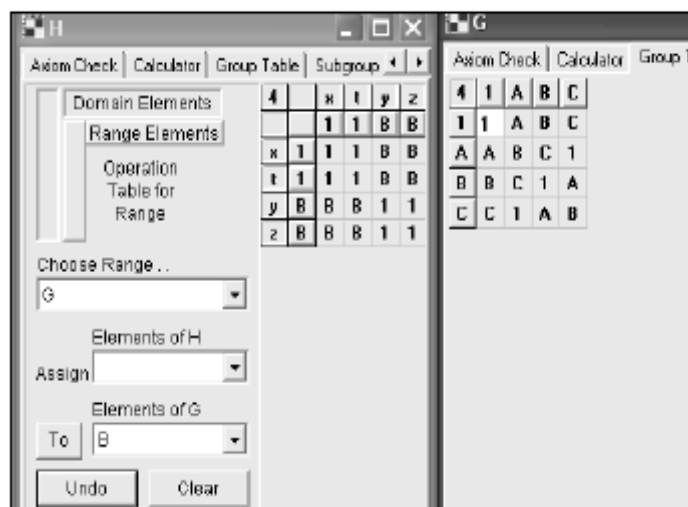 H
Axiom Check Calculator Group Table Subgroup
Domain Elements
Range Elements
Operation
Table for
Range
4 x t y z
1 1 B B
x 1 1 1 B B
t 1 1 1 B B
y B B B 1 1
z B B B 1 1
Choose Range . .
G
Elements of H
Assign
Elements of G
To B
Undo Clear
G
Axiom Check Calculator Group T
4 1 A B C
1 1 A B C
A A B C 1
B B C 1 A
C C 1 A B